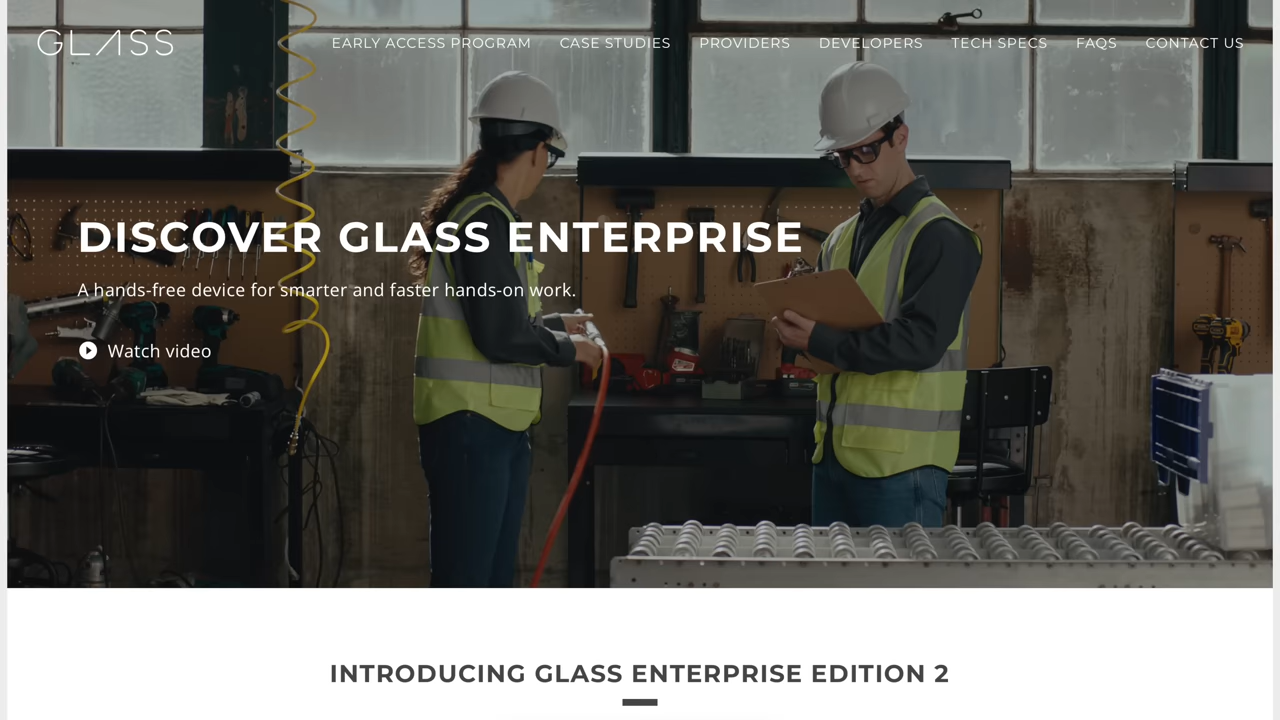 GLASS
EARLY ACCESS PROGRAM CASE STUDIES PROVIDERS DEVELOPERS TECH SPECS FAQS CONTACT US
DISCOVER GLASS ENTERPRISE
A hands-free device for smarter and faster hands-on work.
Watch video
INTRODUCING GLASS ENTERPRISE EDITION 2